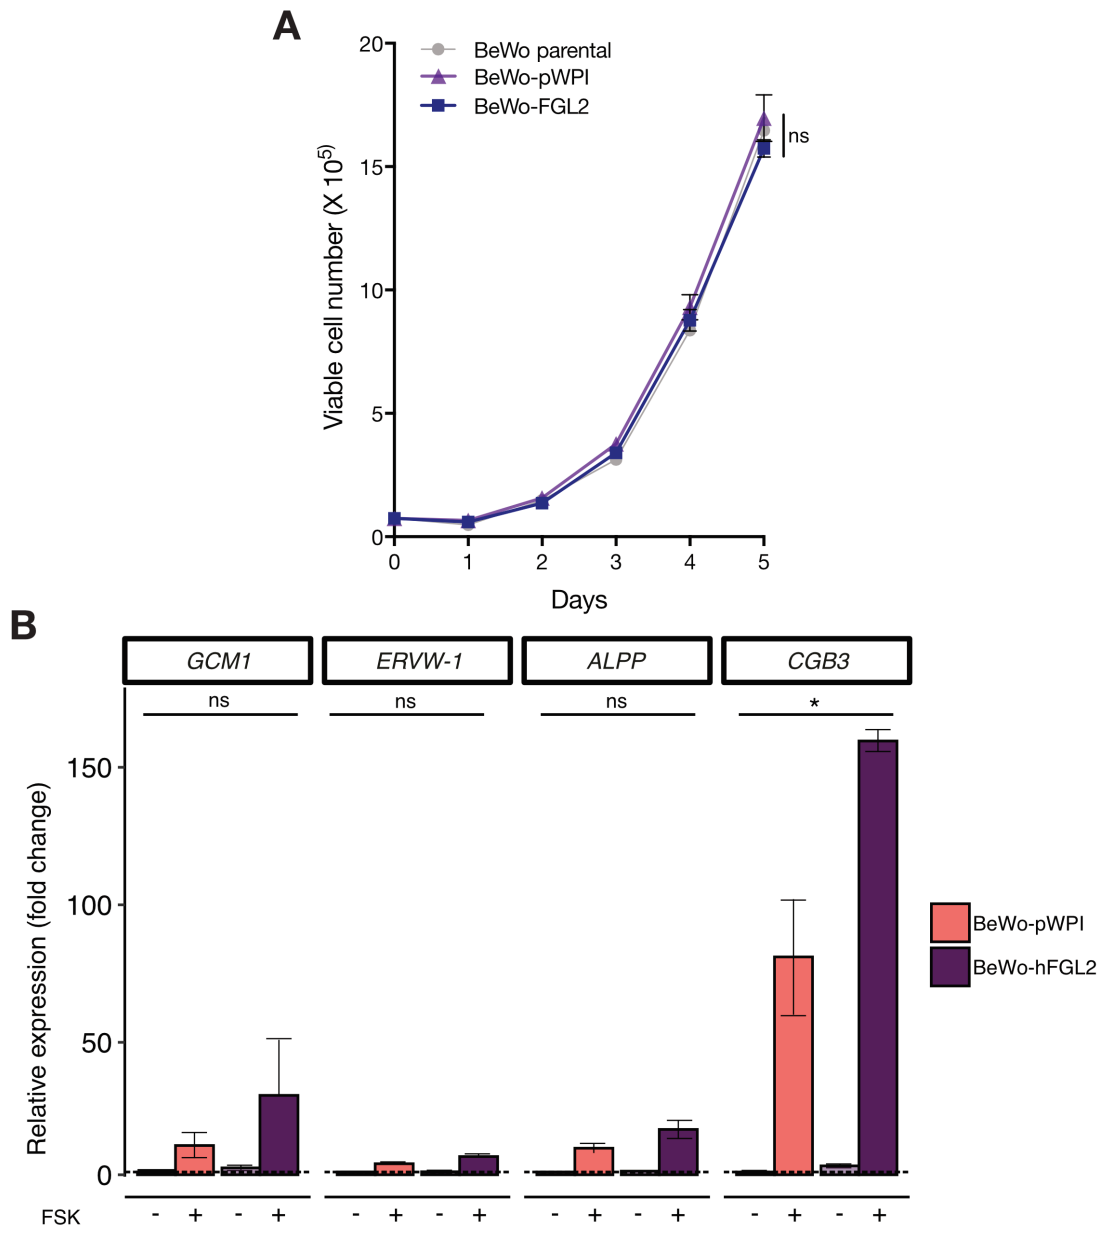 A
20
15
10
5
0
Viable cell number (X 10⁵)
BeWo parental
BeWo-pWPI
BeWo-FGL2
ns
0 1 2 3 4 5
Days
B
GCM1 ERVW-1 ALPP CGB3
ns ns ns *
150
100
50
0
Relative expression (fold change)
BeWo-pWPI
BeWo-hFGL2
FSK - + - + - + - + - + - + - + - +